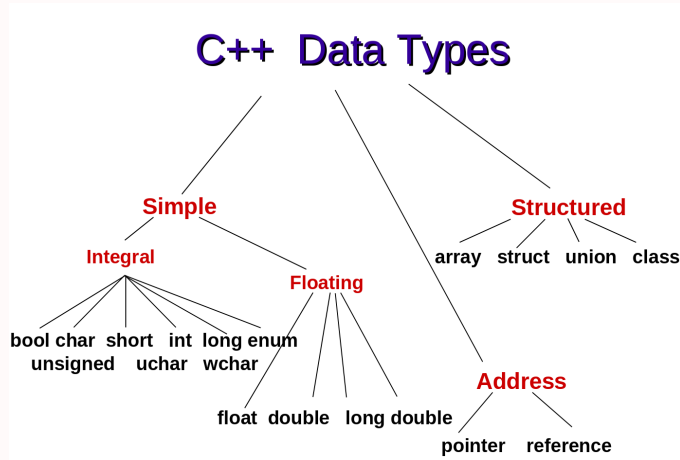 C++ Data Types
Simple
Structured
Integral
array struct union class
Floating
bool char short int long enum
unsigned uchar wchar
Address
float double long double
pointer reference